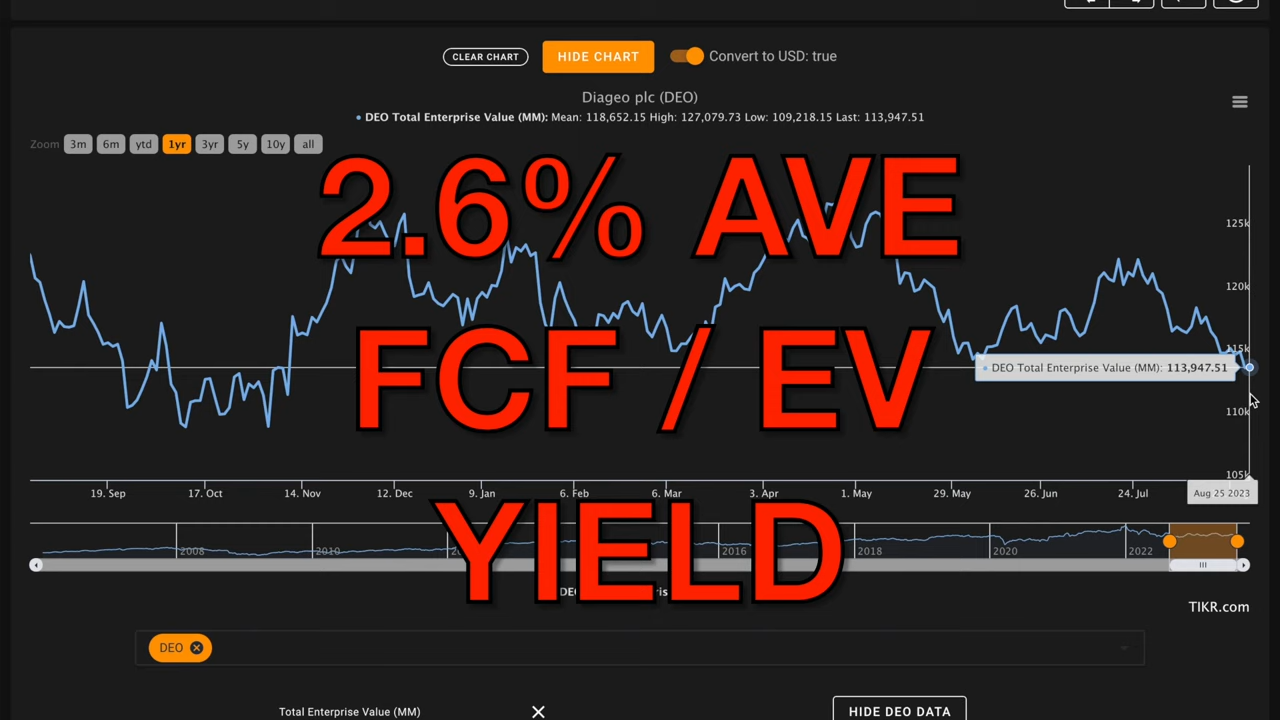 CLEAR CHART
HIDE CHART
Convert to USD: true
Diageo plc (DEO)
DEO Total Enterprise Value (MM): Mean: 118,652.15 High: 127,079.73 Low: 109,218.15 Last: 113,947.51
Zoom 3m 6m ytd 1yr 3yr 5y 10y all
2.6% AVE
FCF / EV
YIELD
125k
120k
115k
DEO Total Enterprise Value (MM): 113,947.51
110k
105k
19. Sep 17. Oct 14. Nov 12. Dec 9. Jan 6. Feb 6. Mar 3. Apr 1. May 29. May 26. Jun 24. Jul Aug 25 2023
2008 2010 2016 2018 2020 2022
TIKR.com
DEO
Total Enterprise Value (MM)
HIDE DEO DATA